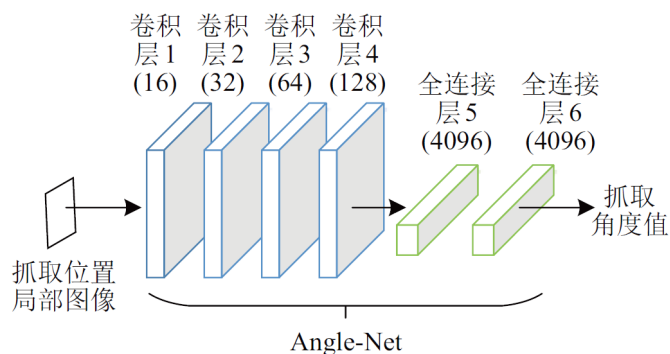 卷积 卷积 卷积 卷积
层1 层2 层3 层4
(16) (32) (64) (128)
全连接 全连接
层5 层6
(4096) (4096)
抓取
角度值
抓取位置
局部图像
Angle-Net